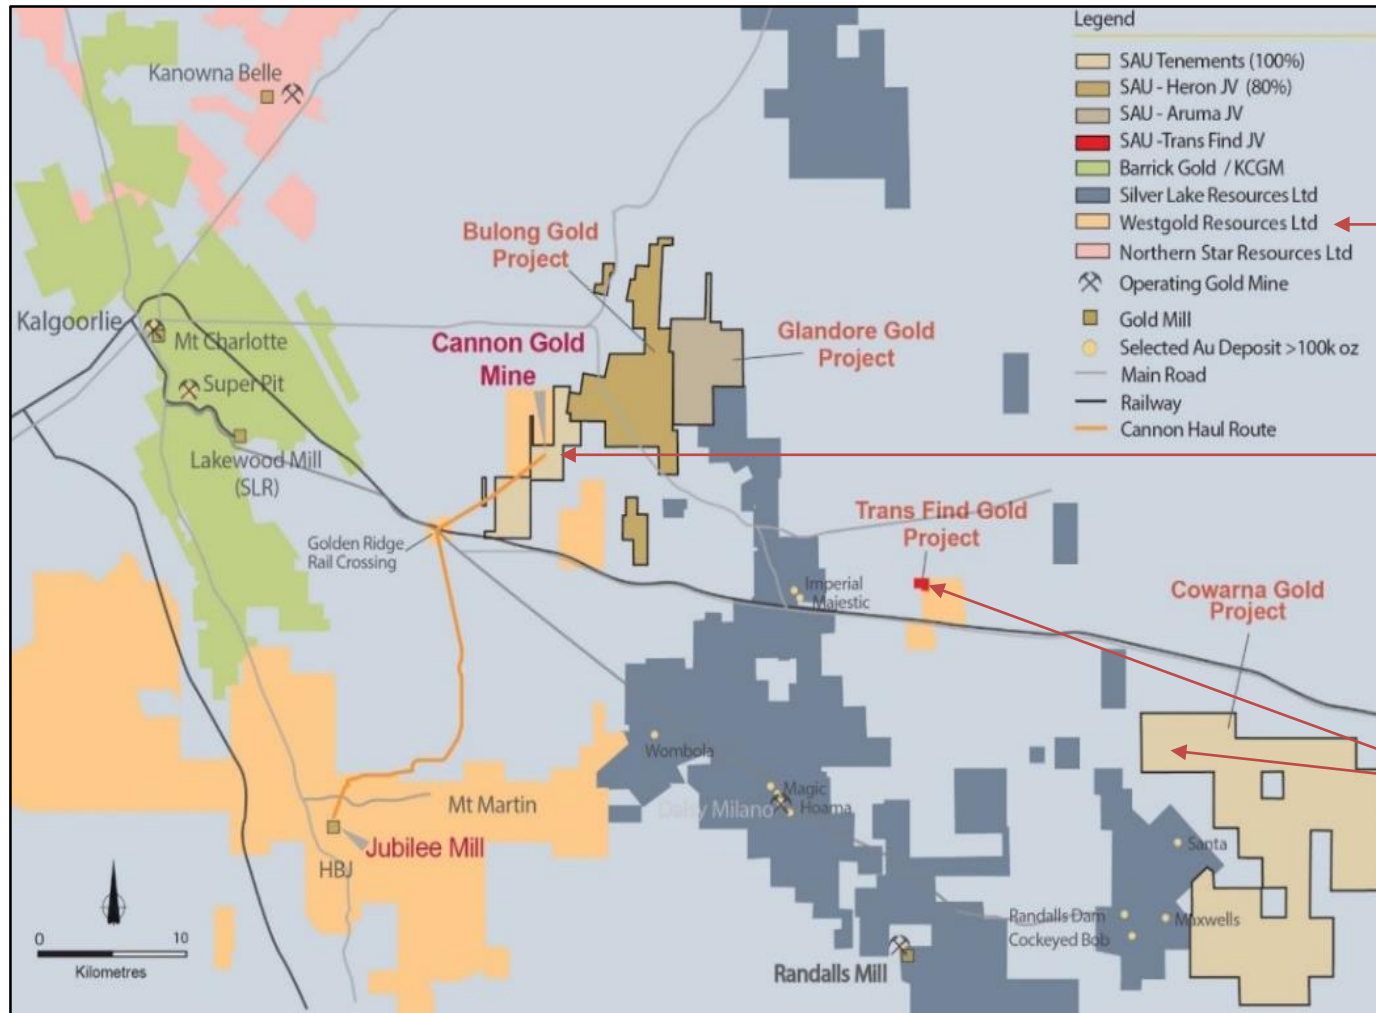 Legend
SAU Tenements (100%)
SAU - Heron JV (80%)
SAU - Aruma JV
SAU -Trans Find JV
Barrick Gold / KCGM
Silver Lake Resources Ltd
Westgold Resources Ltd
Northern Star Resources Ltd
Operating Gold Mine
Gold Mill
Selected Au Deposit >100k oz
Main Road
Railway
Cannon Haul Route
Kanowna Belle
Bulong Gold
Project
Kalgoorlie
Mt Charlotte
Cannon Gold
Mine
Glandore Gold
Project
Super Pit
Lakewood Mill
(SLR)
Golden Ridge
Rail Crossing
Trans Find Gold
Project
Imperial
Majestic
Cowarna Gold
Project
Wombola
Magic
Daisy Milano
Hoama
Mt Martin
Jubilee Mill
HBJ
Santa
Randalls Dam
Maxwells
Cockeyed Bob
Randalls Mill
0 10
Kilometres